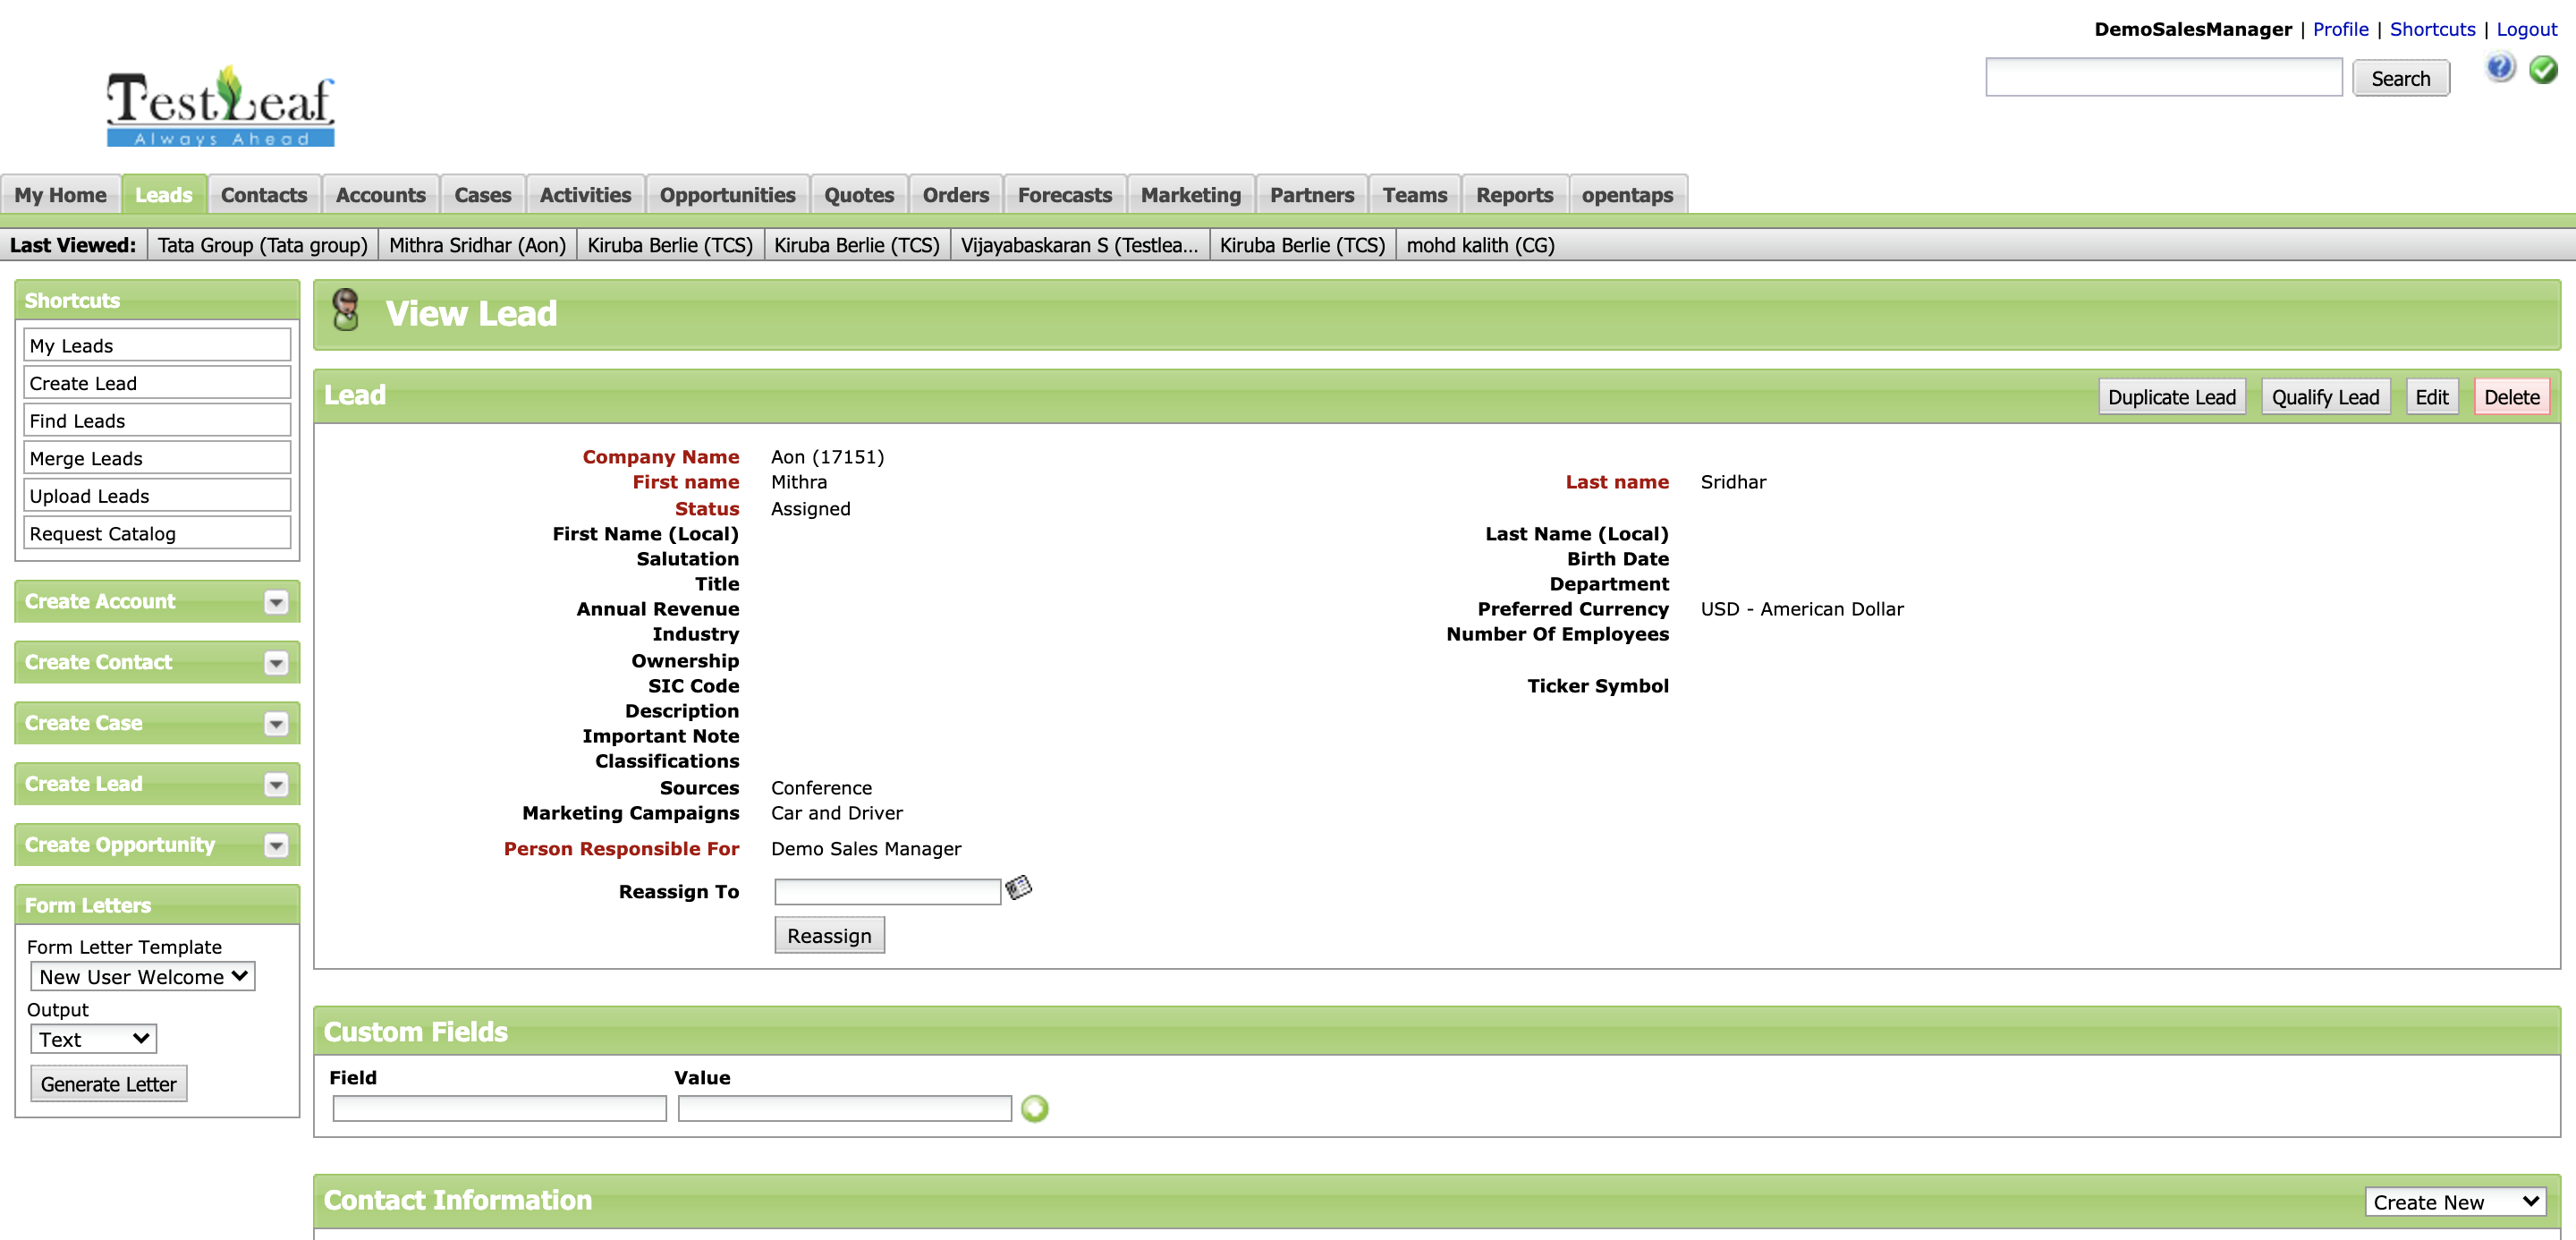 DemoSalesManager | Profile | Shortcuts | Logout
Search
TestLeaf
Always Ahead
My Home Leads Contacts Accounts Cases Activities Opportunities Quotes Orders Forecasts Marketing Partners Teams Reports opentaps
Last Viewed: Tata Group (Tata group) Mithra Sridhar (Aon) Kiruba Berlie (TCS) Kiruba Berlie (TCS) Vijayabaskaran S (Testlea... Kiruba Berlie (TCS) mohd kalith (CG)
Shortcuts
My Leads
Create Lead
Find Leads
Merge Leads
Upload Leads
Request Catalog
Create Account
Create Contact
Create Case
Create Lead
Create Opportunity
Form Letters
Form Letter Template
New User Welcome
Output
Text
Generate Letter
View Lead
Lead Duplicate Lead Qualify Lead Edit Delete
Company Name Aon (17151)
First name Mithra Last name Sridhar
Status Assigned
First Name (Local) Last Name (Local)
Salutation Birth Date
Title Department
Annual Revenue Preferred Currency USD - American Dollar
Industry Number Of Employees
Ownership
SIC Code Ticker Symbol
Description
Important Note
Classifications
Sources Conference
Marketing Campaigns Car and Driver
Person Responsible For Demo Sales Manager
Reassign To
Reassign
Custom Fields
Field Value
Contact Information Create New